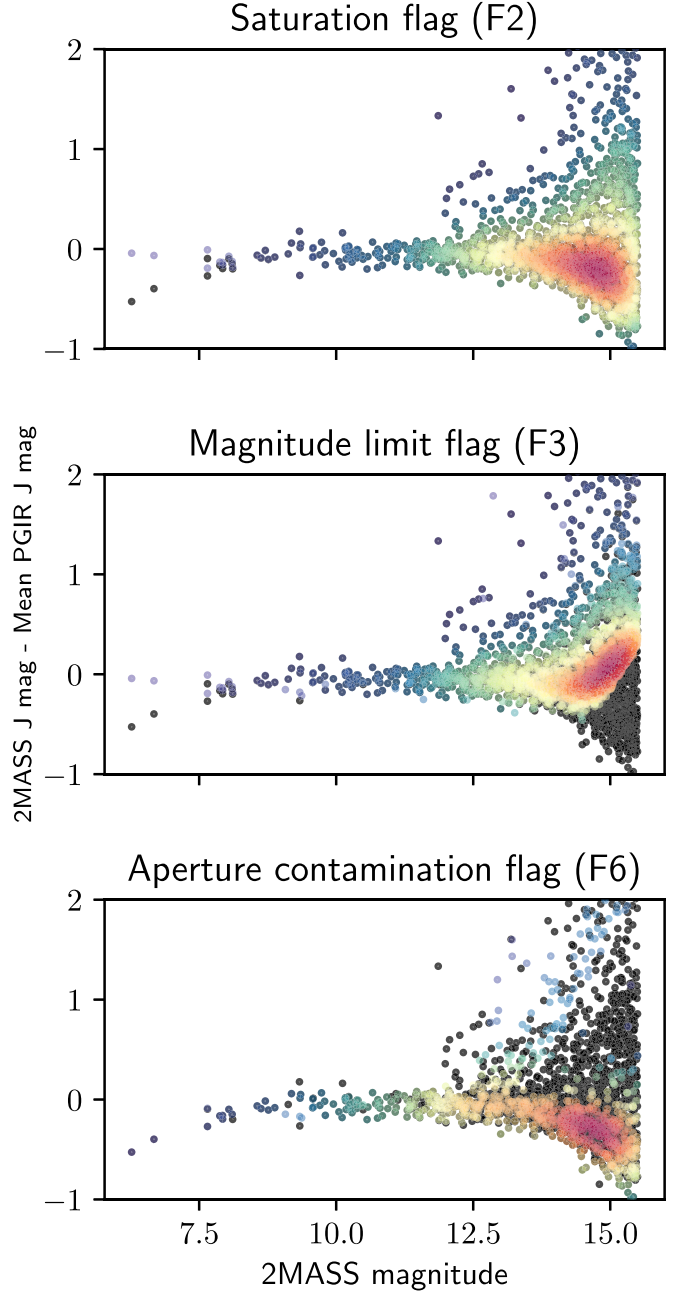 Saturation flag (F2)
2
1
0
−1
Magnitude limit flag (F3)
2
1
0
−1
2MASS J mag - Mean PGIR J mag
Aperture contamination flag (F6)
2
1
0
−1
7.5 10.0 12.5 15.0
2MASS magnitude